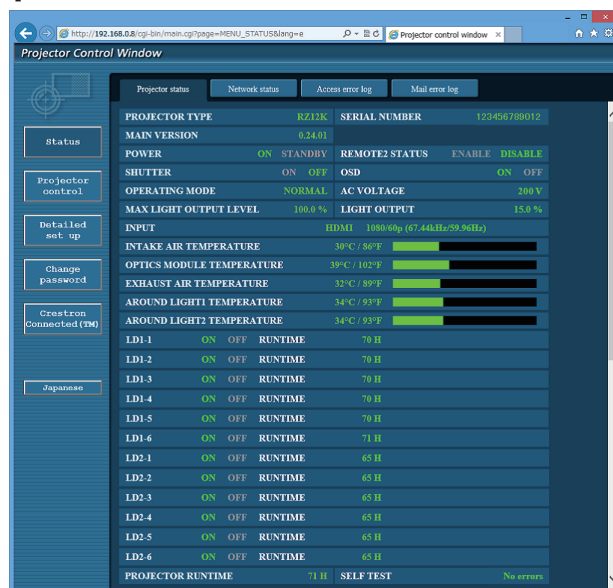 http://192.168.0.8/cgi-bin/main.cgi?page=MENU_STATUS&lang=e
Projector control window
Projector Control Window
Projector status Network status Access error log Mail error log
Status
Projector control
Detailed set up
Change password
Crestron Connected(TM)
Japanese
PROJECTOR TYPE RZ12K SERIAL NUMBER 123456789012
MAIN VERSION 0.24.01
POWER ON STANDBY REMOTE2 STATUS ENABLE DISABLE
SHUTTER ON OFF OSD ON OFF
OPERATING MODE NORMAL AC VOLTAGE 200 V
MAX LIGHT OUTPUT LEVEL 100.0 % LIGHT OUTPUT 15.0 %
INPUT HDMI 1080/60p (67.44kHz/59.96Hz)
INTAKE AIR TEMPERATURE 30°C / 86°F
OPTICS MODULE TEMPERATURE 39°C / 102°F
EXHAUST AIR TEMPERATURE 32°C / 89°F
AROUND LIGHT1 TEMPERATURE 34°C / 93°F
AROUND LIGHT2 TEMPERATURE 34°C / 93°F
LD1-1 ON OFF RUNTIME 70 H
LD1-2 ON OFF RUNTIME 70 H
LD1-3 ON OFF RUNTIME 70 H
LD1-4 ON OFF RUNTIME 70 H
LD1-5 ON OFF RUNTIME 70 H
LD1-6 ON OFF RUNTIME 71 H
LD2-1 ON OFF RUNTIME 65 H
LD2-2 ON OFF RUNTIME 65 H
LD2-3 ON OFF RUNTIME 65 H
LD2-4 ON OFF RUNTIME 65 H
LD2-5 ON OFF RUNTIME 65 H
LD2-6 ON OFF RUNTIME 65 H
PROJECTOR RUNTIME 71 H SELF TEST No errors